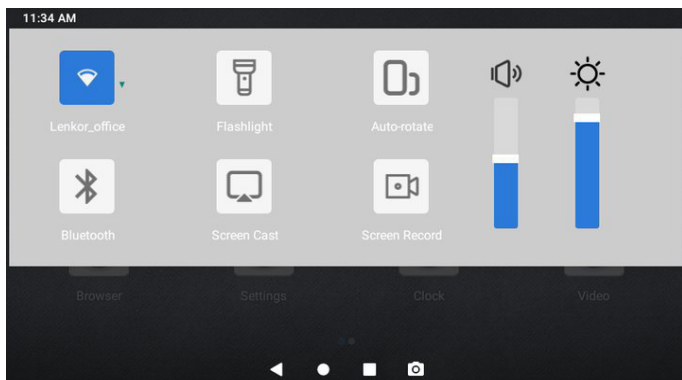 11:34 AM
Lenkor_office
Flashlight
Auto-rotate
Bluetooth
Screen Cast
Screen Record
Browser
Settings
Clock
Video